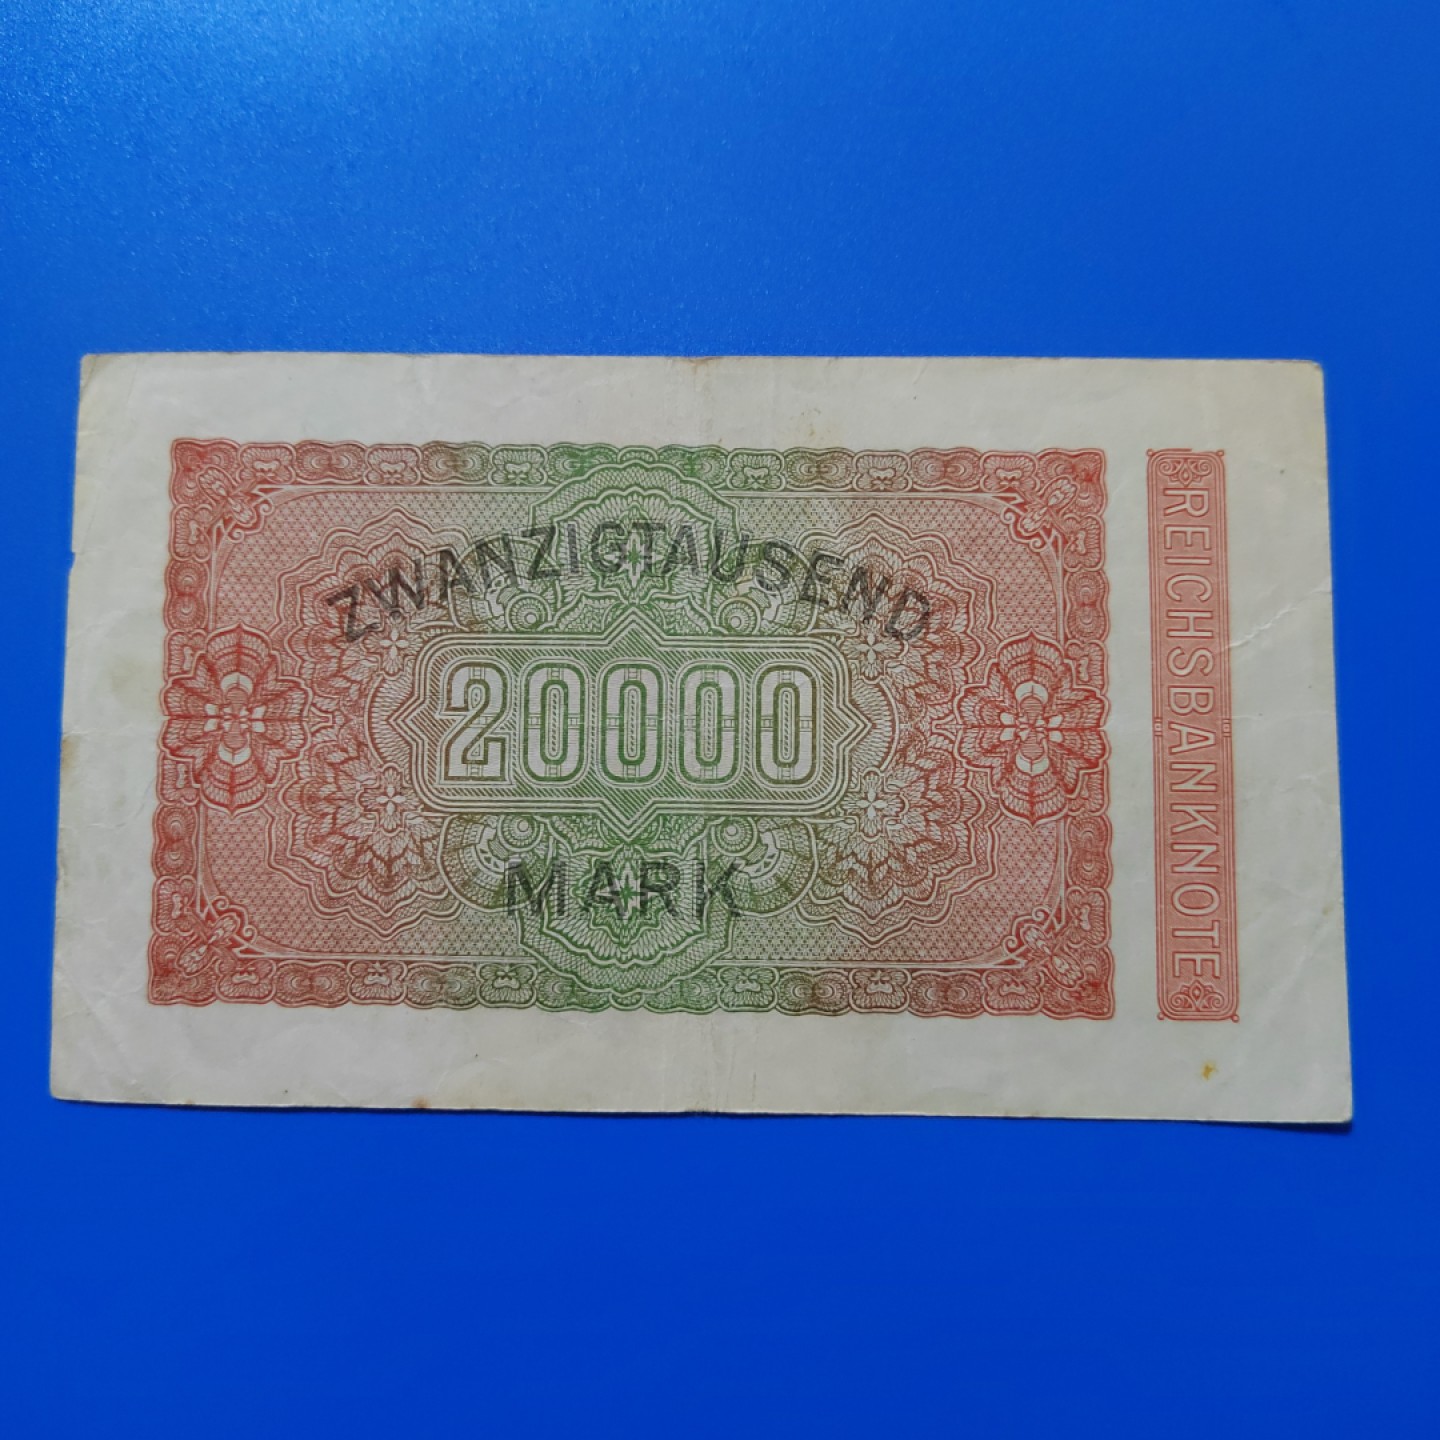 ZWANZIGTAUSEND
20000
MARK
REICHSBANKNOTE